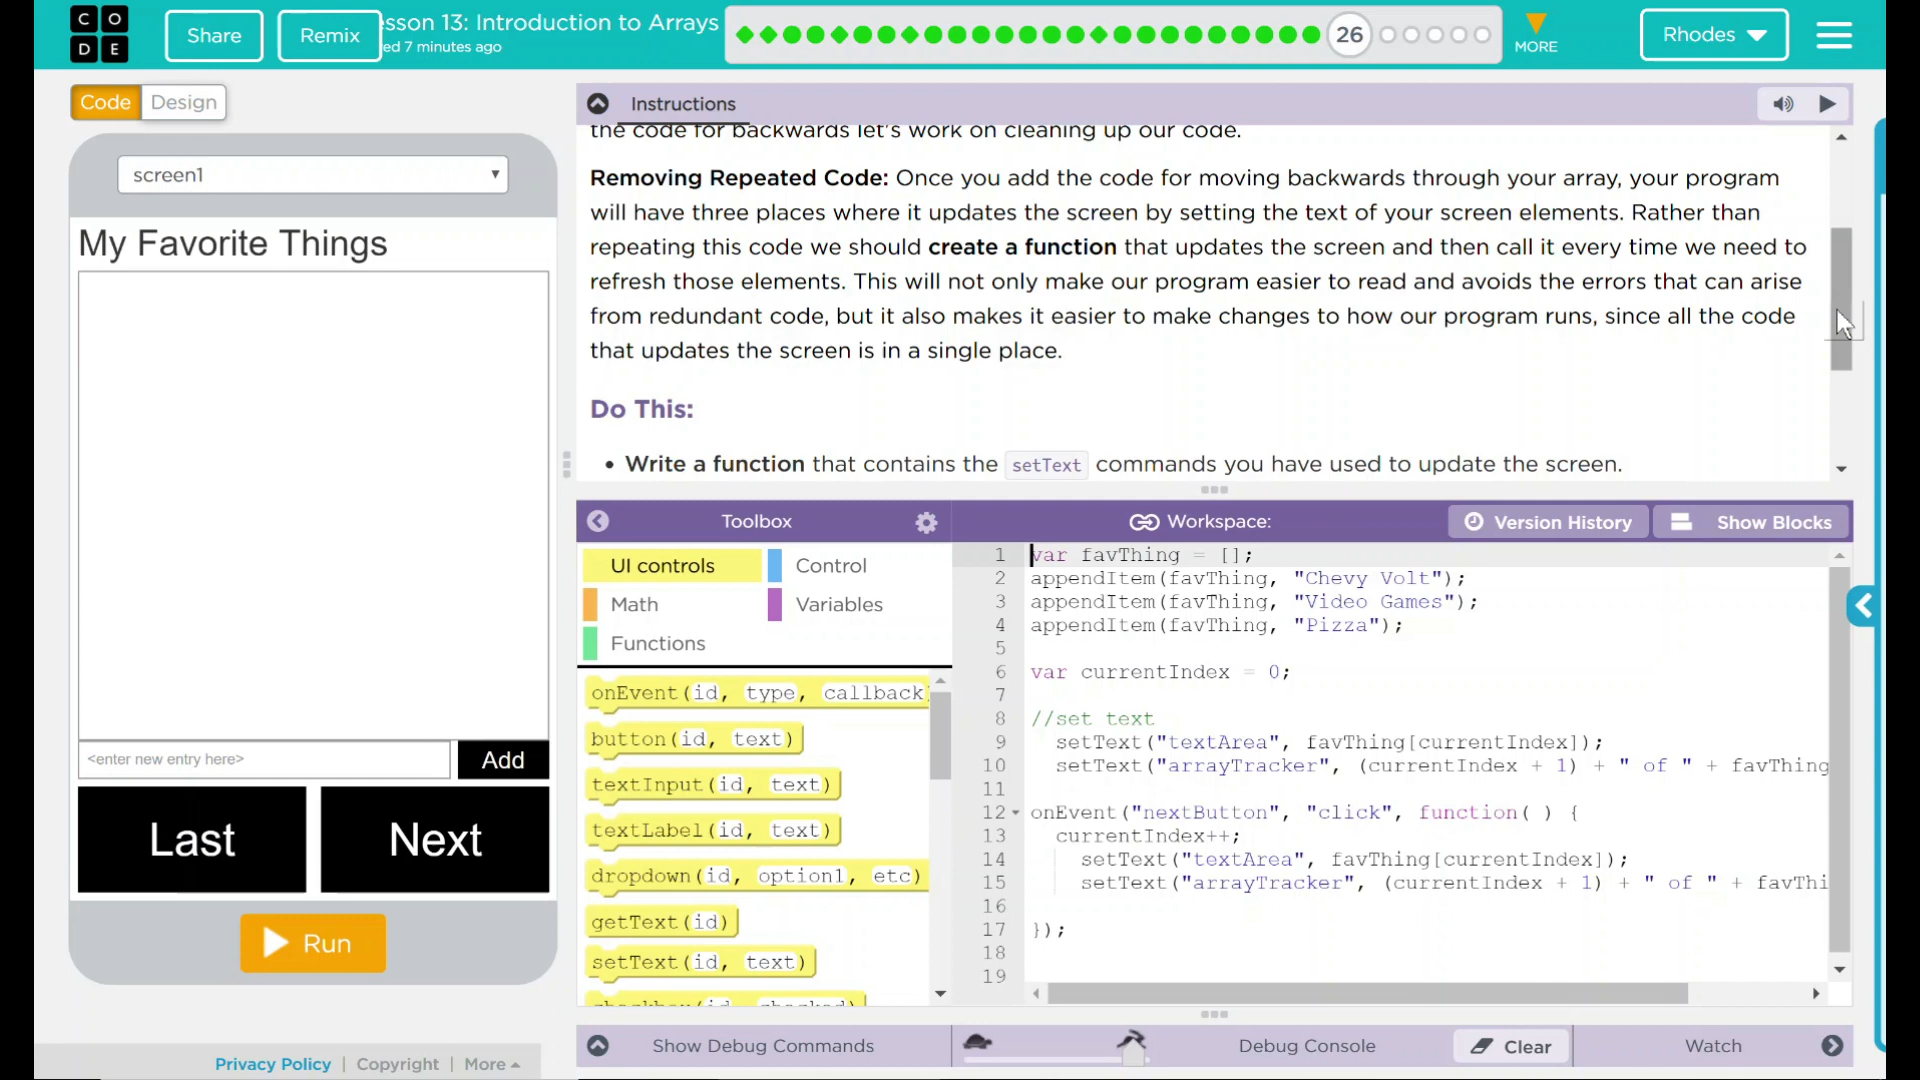 CODE
Share
Remix
esson 13: Introduction to Arrays
ed 7 minutes ago
26
MORE
Rhodes
Code
Design
Instructions
screen1
My Favorite Things
<enter new entry here>
Add
Last
Next
Run
the code for backwards let's work on cleaning up our code.
Removing Repeated Code: Once you add the code for moving backwards through your array, your program
will have three places where it updates the screen by setting the text of your screen elements. Rather than
repeating this code we should create a function that updates the screen and then call it every time we need to
refresh those elements. This will not only make our program easier to read and avoids the errors that can arise
from redundant code, but it also makes it easier to make changes to how our program runs, since all the code
that updates the screen is in a single place.
Do This:
• Write a function that contains the setText commands you have used to update the screen.
Toolbox
Workspace:
Version History
Show Blocks
UI controls
Control
Math
Variables
Functions
onEvent(id, type, callback)
button(id, text)
textInput(id, text)
textLabel(id, text)
dropdown(id, option1, etc)
getText(id)
setText(id, text)
1 var favThing = [];
2 appendItem(favThing, "Chevy Volt");
3 appendItem(favThing, "Video Games");
4 appendItem(favThing, "Pizza");
5
6 var currentIndex = 0;
7
8 //set text
9 setText("textArea", favThing[currentIndex]);
10 setText("arrayTracker", (currentIndex + 1) + " of " + favThing
11
12 onEvent("nextButton", "click", function( ) {
13 currentIndex++;
14 setText("textArea", favThing[currentIndex]);
15 setText("arrayTracker", (currentIndex + 1) + " of " + favThi
16
17 });
18
19
Show Debug Commands
Debug Console
Clear
Watch
Privacy Policy | Copyright | More